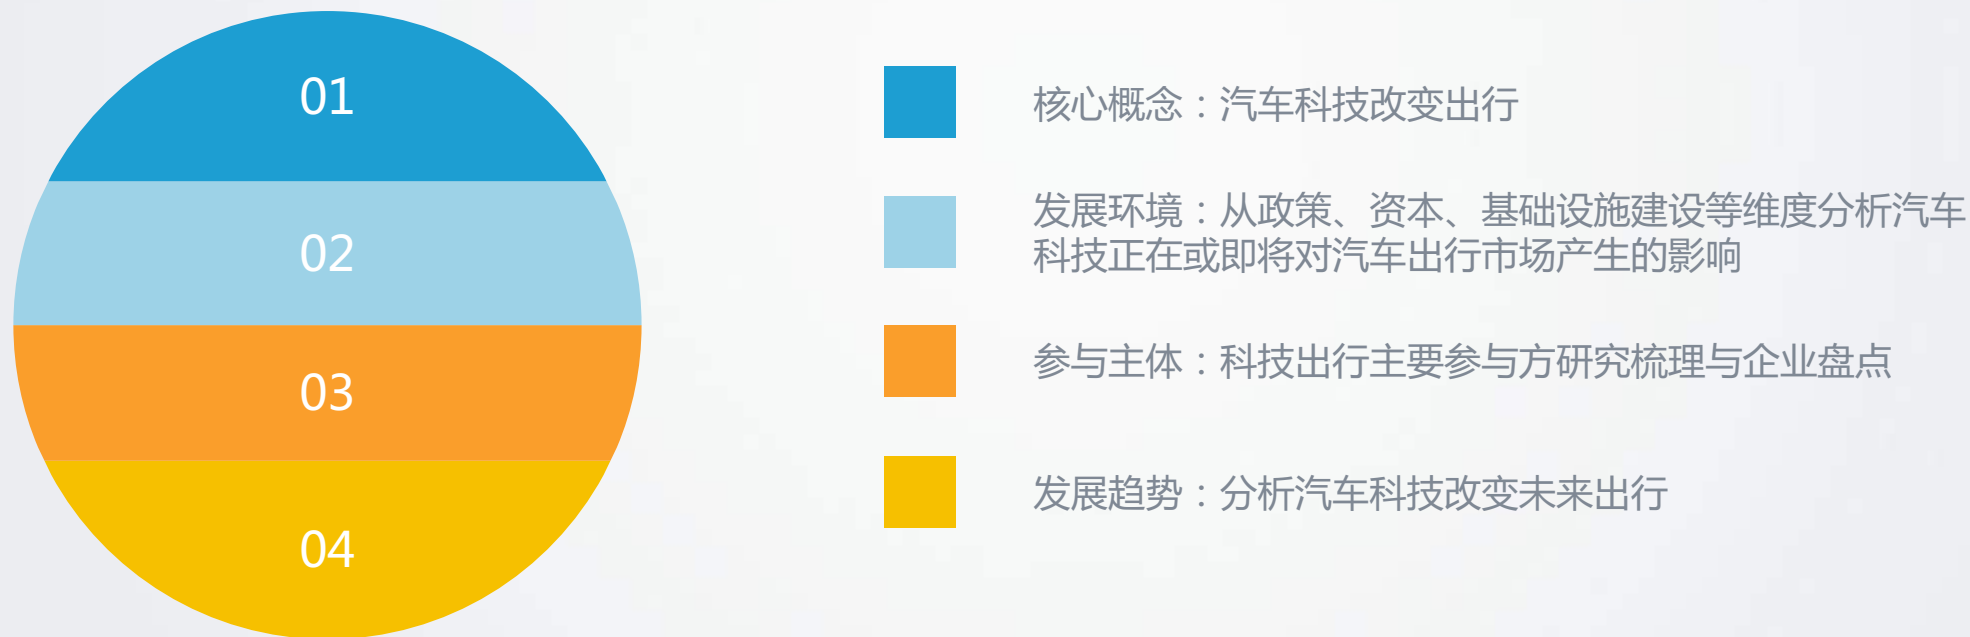 01
02
03
04
核心概念：汽车科技改变出行
发展环境：从政策、资本、基础设施建设等维度分析汽车
科技正在或即将对汽车出行市场产生的影响
参与主体：科技出行主要参与方研究梳理与企业盘点
发展趋势：分析汽车科技改变未来出行